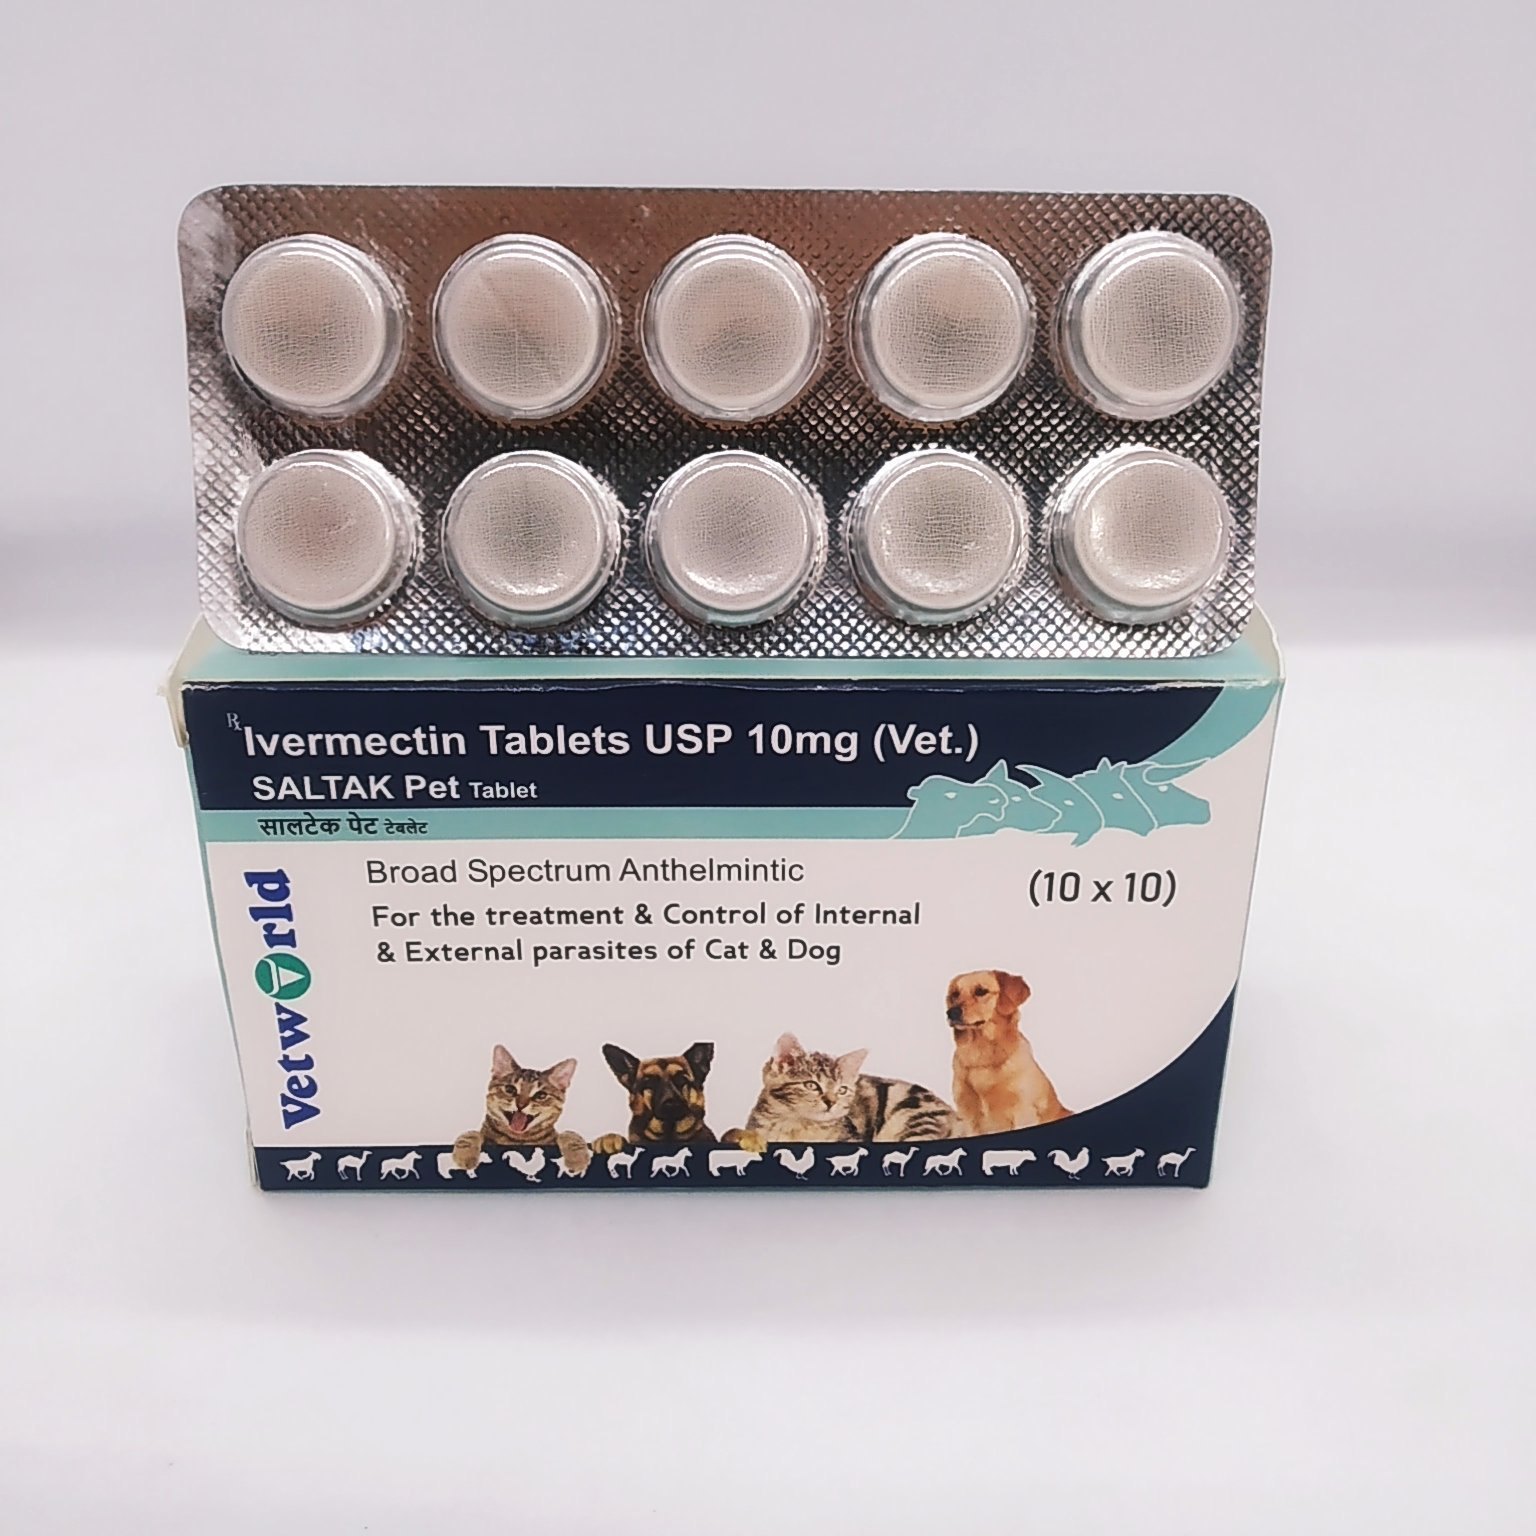 Rx
Ivermectin Tablets USP 10mg (Vet.)
SALTAK Pet Tablet
सालटेक पेट टेबलेट
Vetworld
Broad Spectrum Anthelmintic
(10 x 10)
For the treatment & Control of Internal
& External parasites of Cat & Dog